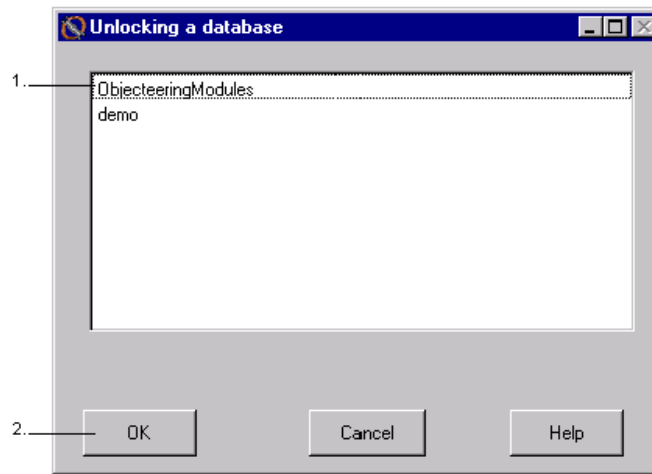 Unlocking a database
1.
ObjecteeringModules
demo
2.
OK Cancel Help